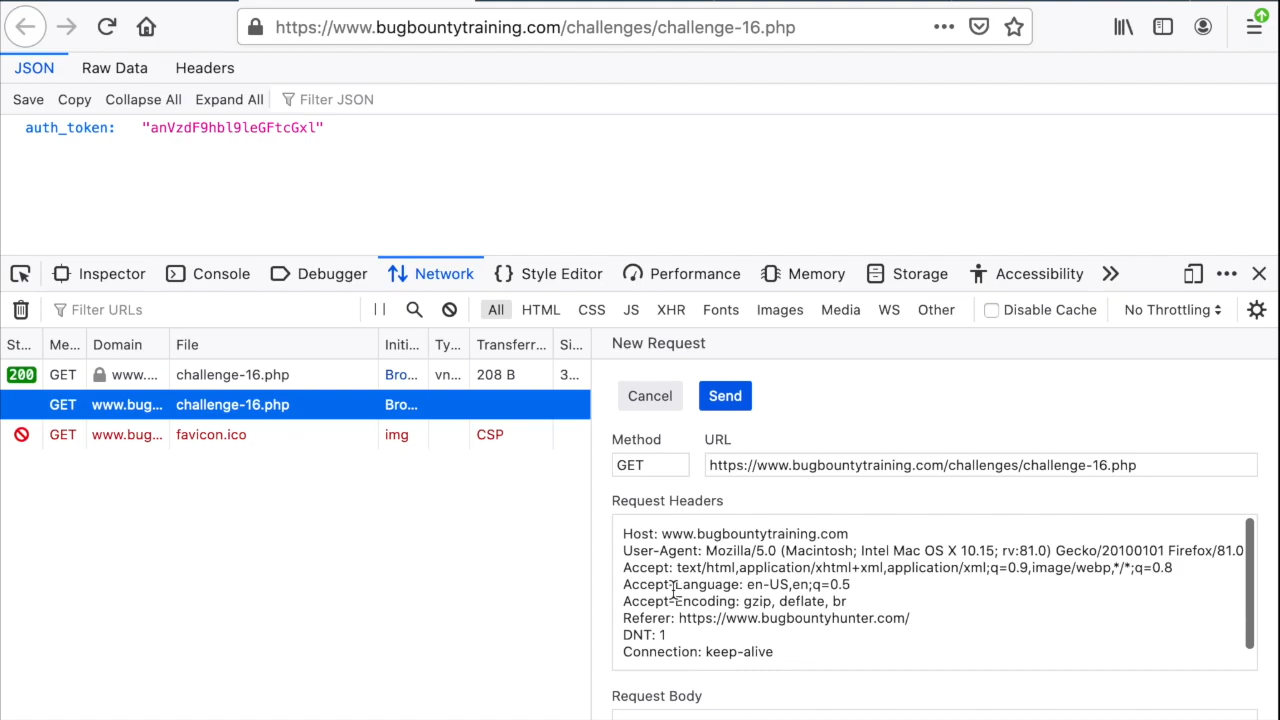 https://www.bugbountytraining.com/challenges/challenge-16.php
JSON Raw Data Headers
Save Copy Collapse All Expand All Filter JSON
auth_token: "anVzdF9hbl9leGFtcGxl"
Inspector Console Debugger Network Style Editor Performance Memory Storage Accessibility
Filter URLs All HTML CSS JS XHR Fonts Images Media WS Other Disable Cache No Throttling
St... Me... Domain File Initi... Ty... Transferr... Si... New Request
200 GET www.... challenge-16.php Bro... vn... 208 B 3...
Cancel Send
GET www.bug... challenge-16.php Bro...
GET www.bug... favicon.ico img CSP
Method URL
GET https://www.bugbountytraining.com/challenges/challenge-16.php
Request Headers
Host: www.bugbountytraining.com
User-Agent: Mozilla/5.0 (Macintosh; Intel Mac OS X 10.15; rv:81.0) Gecko/20100101 Firefox/81.0
Accept: text/html,application/xhtml+xml,application/xml;q=0.9,image/webp,*/*;q=0.8
Accept-Language: en-US,en;q=0.5
Accept-Encoding: gzip, deflate, br
Referer: https://www.bugbountyhunter.com/
DNT: 1
Connection: keep-alive
Request Body